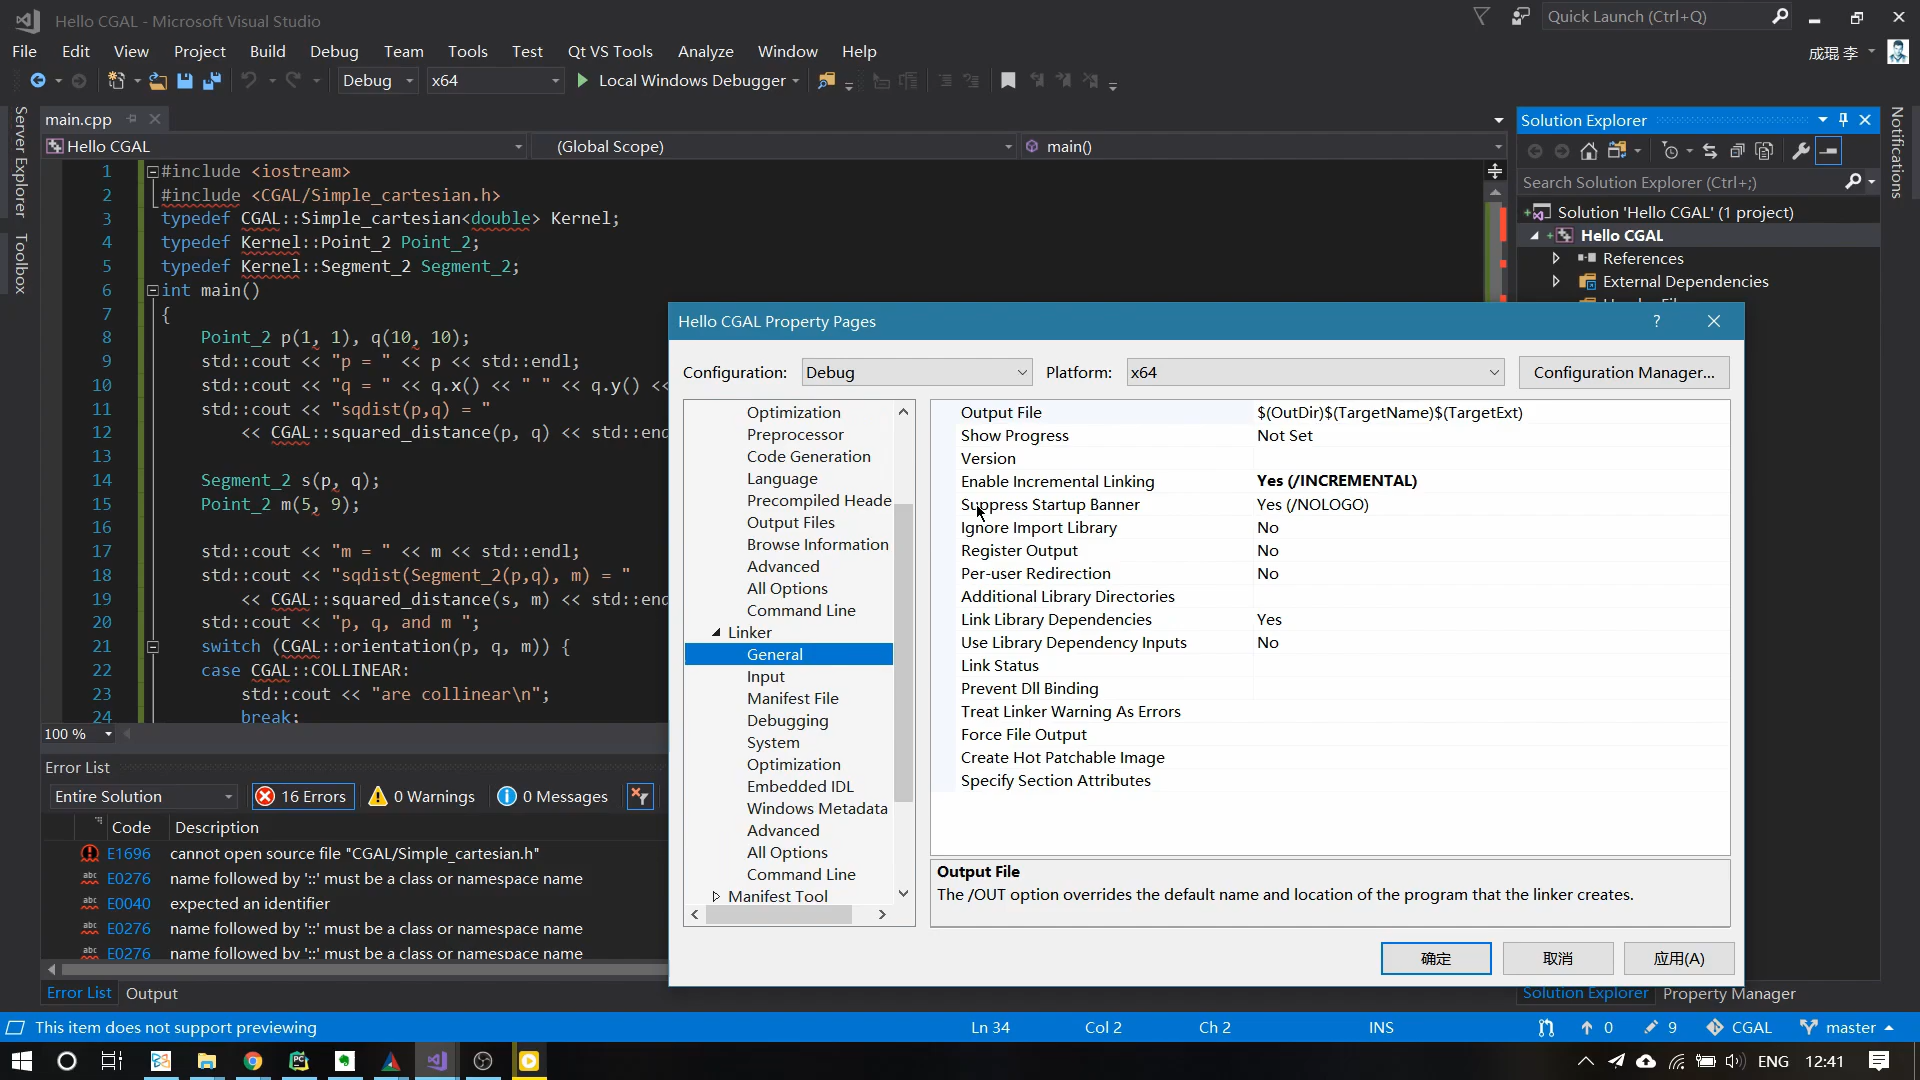 Hello CGAL - Microsoft Visual Studio
Quick Launch (Ctrl+Q)
File Edit View Project Build Debug Team Tools Test Qt VS Tools Analyze Window Help
成琨 李
Debug x64 Local Windows Debugger
Server Explorer
Toolbox
Notifications
main.cpp
Hello CGAL (Global Scope) main()
1 #include <iostream>
2 #include <CGAL/Simple_cartesian.h>
3 typedef CGAL::Simple_cartesian<double> Kernel;
4 typedef Kernel::Point_2 Point_2;
5 typedef Kernel::Segment_2 Segment_2;
6 int main()
7 {
8 Point_2 p(1, 1), q(10, 10);
9 std::cout << "p = " << p << std::endl;
10 std::cout << "q = " << q.x() << " " << q.y() <<
11 std::cout << "sqdist(p,q) = "
12 << CGAL::squared_distance(p, q) << std::end
13
14 Segment_2 s(p, q);
15 Point_2 m(5, 9);
16
17 std::cout << "m = " << m << std::endl;
18 std::cout << "sqdist(Segment_2(p,q), m) = "
19 << CGAL::squared_distance(s, m) << std::end
20 std::cout << "p, q, and m ";
21 switch (CGAL::orientation(p, q, m)) {
22 case CGAL::COLLINEAR:
23 std::cout << "are collinear\n";
24 break;
100 %
Error List
Entire Solution 16 Errors 0 Warnings 0 Messages
Code Description
E1696 cannot open source file "CGAL/Simple_cartesian.h"
E0276 name followed by '::' must be a class or namespace name
E0040 expected an identifier
E0276 name followed by '::' must be a class or namespace name
E0276 name followed by '::' must be a class or namespace name
Error List Output
Solution Explorer
Search Solution Explorer (Ctrl+;)
Solution 'Hello CGAL' (1 project)
Hello CGAL
References
External Dependencies
Hello CGAL Property Pages
?
Configuration: Debug Platform: x64 Configuration Manager...
Optimization
Preprocessor
Code Generation
Language
Precompiled Heade
Output Files
Browse Information
Advanced
All Options
Command Line
Linker
General
Input
Manifest File
Debugging
System
Optimization
Embedded IDL
Windows Metadata
Advanced
All Options
Command Line
Manifest Tool
Output File $(OutDir)$(TargetName)$(TargetExt)
Show Progress Not Set
Version
Enable Incremental Linking Yes (/INCREMENTAL)
Suppress Startup Banner Yes (/NOLOGO)
Ignore Import Library No
Register Output No
Per-user Redirection No
Additional Library Directories
Link Library Dependencies Yes
Use Library Dependency Inputs No
Link Status
Prevent Dll Binding
Treat Linker Warning As Errors
Force File Output
Create Hot Patchable Image
Specify Section Attributes
Output File
The /OUT option overrides the default name and location of the program that the linker creates.
确定 取消 应用(A)
Solution Explorer Property Manager
This item does not support previewing Ln 34 Col 2 Ch 2 INS 0 9 CGAL master
ENG 12:41